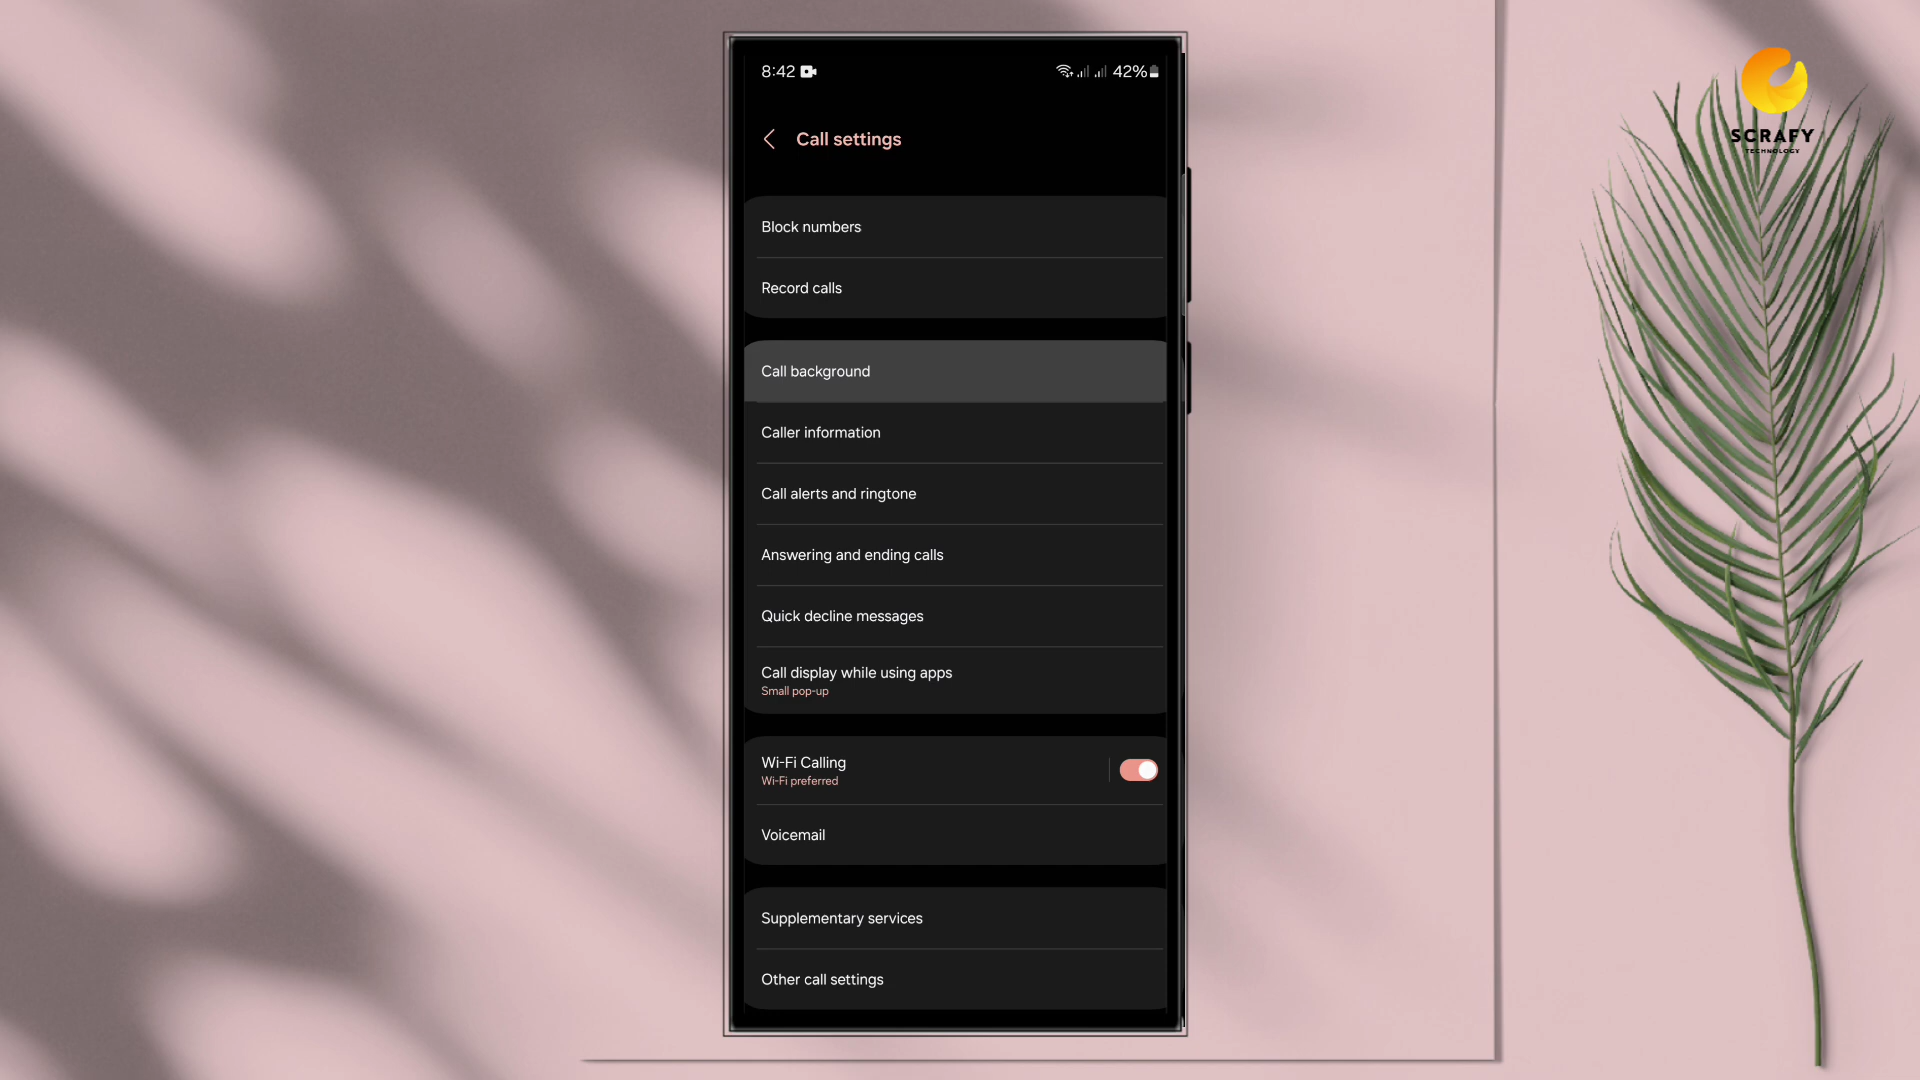 8:42
42%
SCRAFY
TECHNOLOGY
Call settings
Block numbers
Record calls
Call background
Caller information
Call alerts and ringtone
Answering and ending calls
Quick decline messages
Call display while using apps
Small pop-up
Wi-Fi Calling
Wi-Fi preferred
Voicemail
Supplementary services
Other call settings